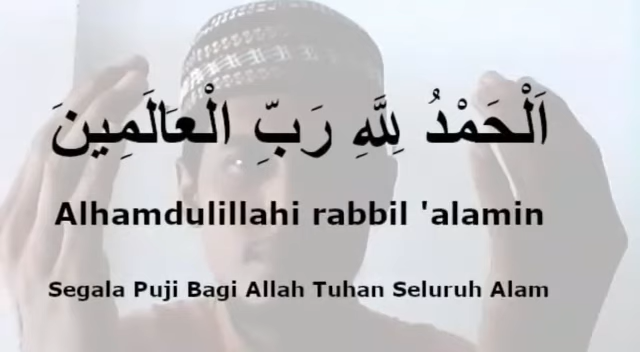 اَلْحَمْدُ لِلَّهِ رَبِّ الْعَالَمِينَ
Alhamdulillahi rabbil 'alamin
Segala Puji Bagi Allah Tuhan Seluruh Alam